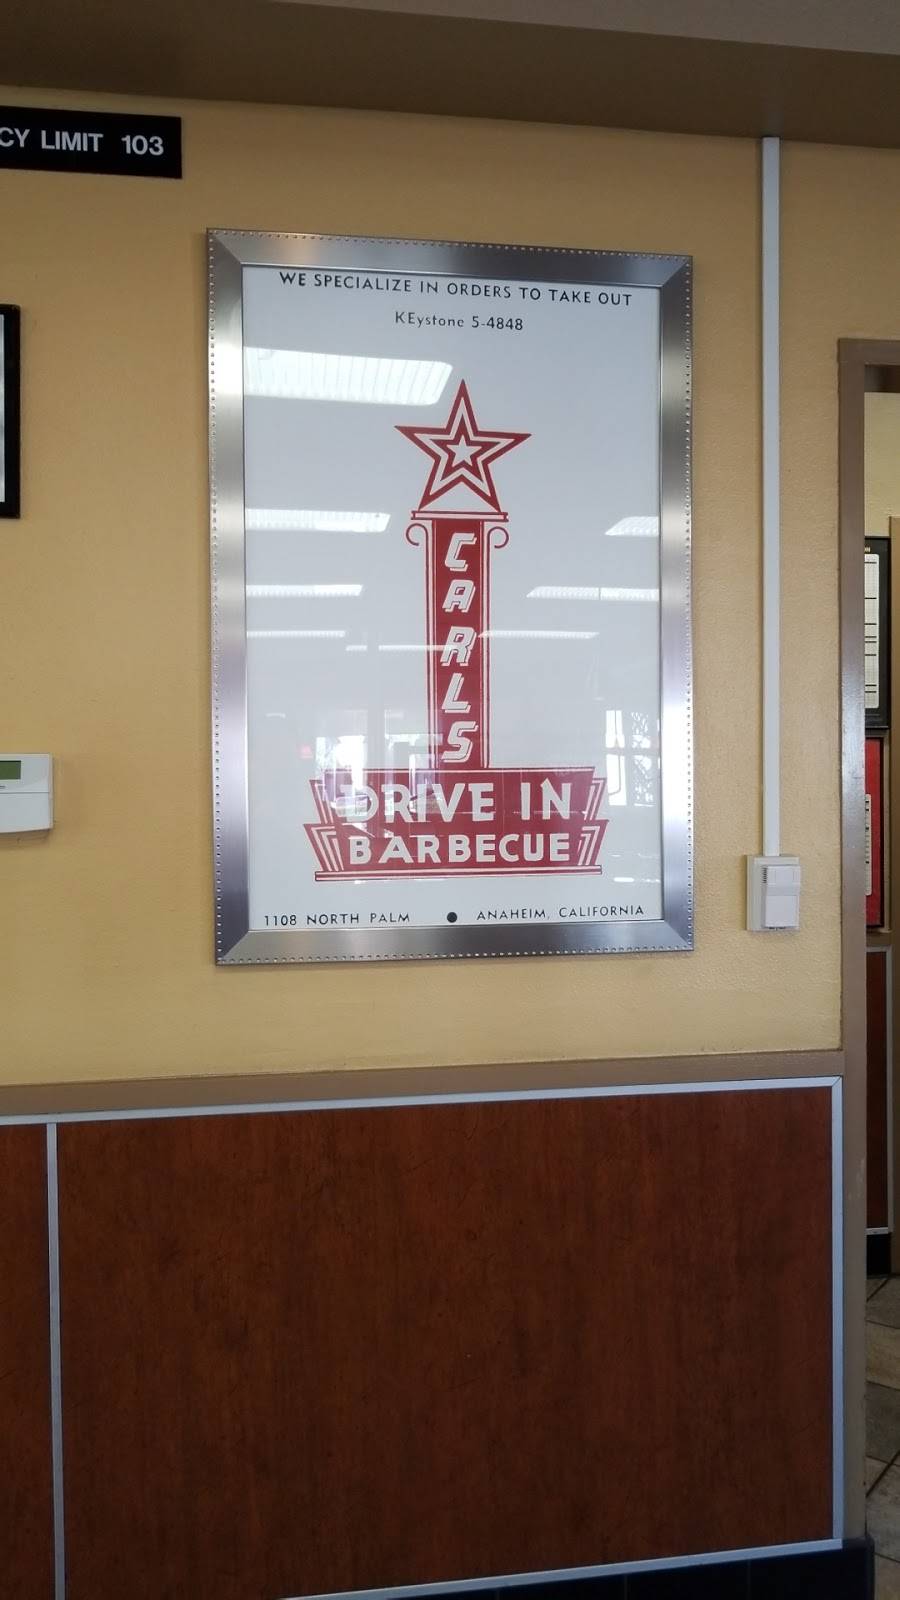 CY LIMIT 103
WE SPECIALIZE IN ORDERS TO TAKE OUT
KEystone 5-4848
CARLS
DRIVE IN
BARBECUE
1108 NORTH PALM ● ANAHEIM, CALIFORNIA